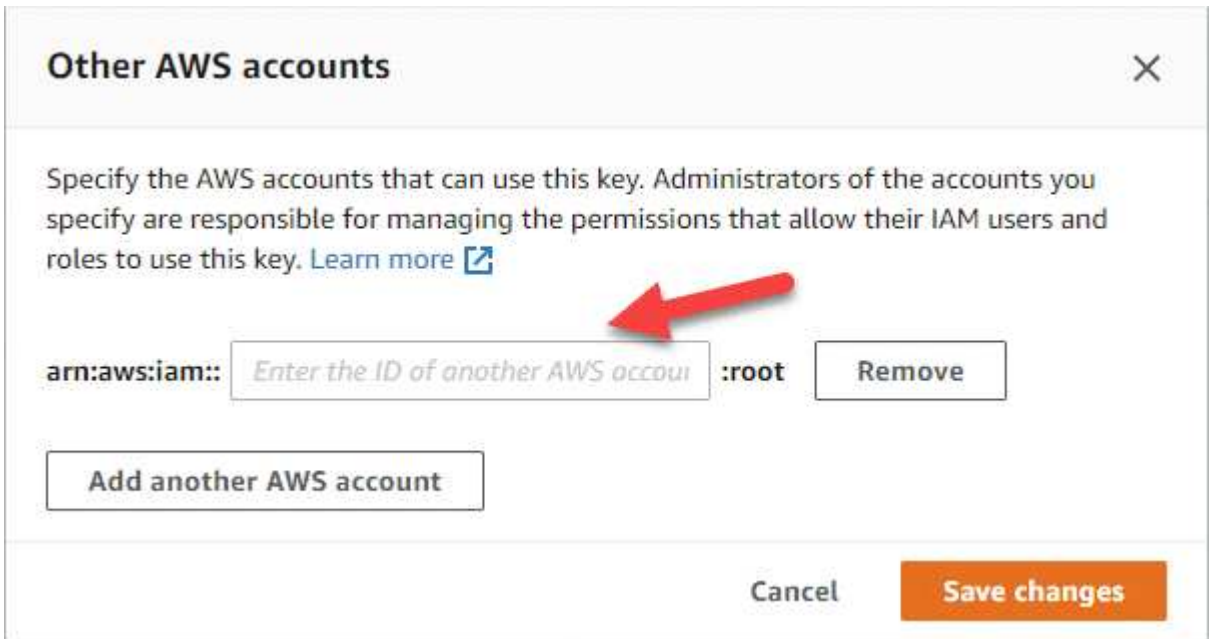 Other AWS accounts
Specify the AWS accounts that can use this key. Administrators of the accounts you
specify are responsible for managing the permissions that allow their IAM users and
roles to use this key. Learn more
arn:aws:iam:: Enter the ID of another AWS accou :root Remove
Add another AWS account
Cancel Save changes